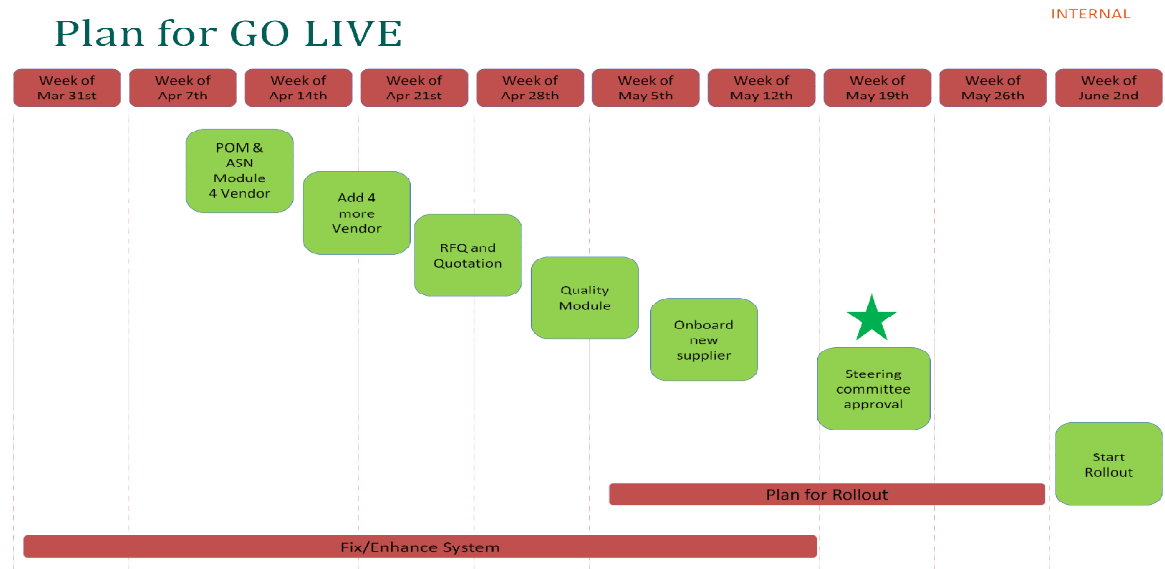 INTERNAL
Plan for GO LIVE
Week of
Mar 31st
Week of
Apr 7th
Week of
Apr 14th
Week of
Apr 21st
Week of
Apr 28th
Week of
May 5th
Week of
May 12th
Week of
May 19th
Week of
May 26th
Week of
June 2nd
POM &
ASN
Module
4 Vendor
Add 4
more
Vendor
RFQ and
Quotation
Quality
Module
Onboard
new
supplier
Steering
committee
approval
Start
Rollout
Plan for Rollout
Fix/Enhance System